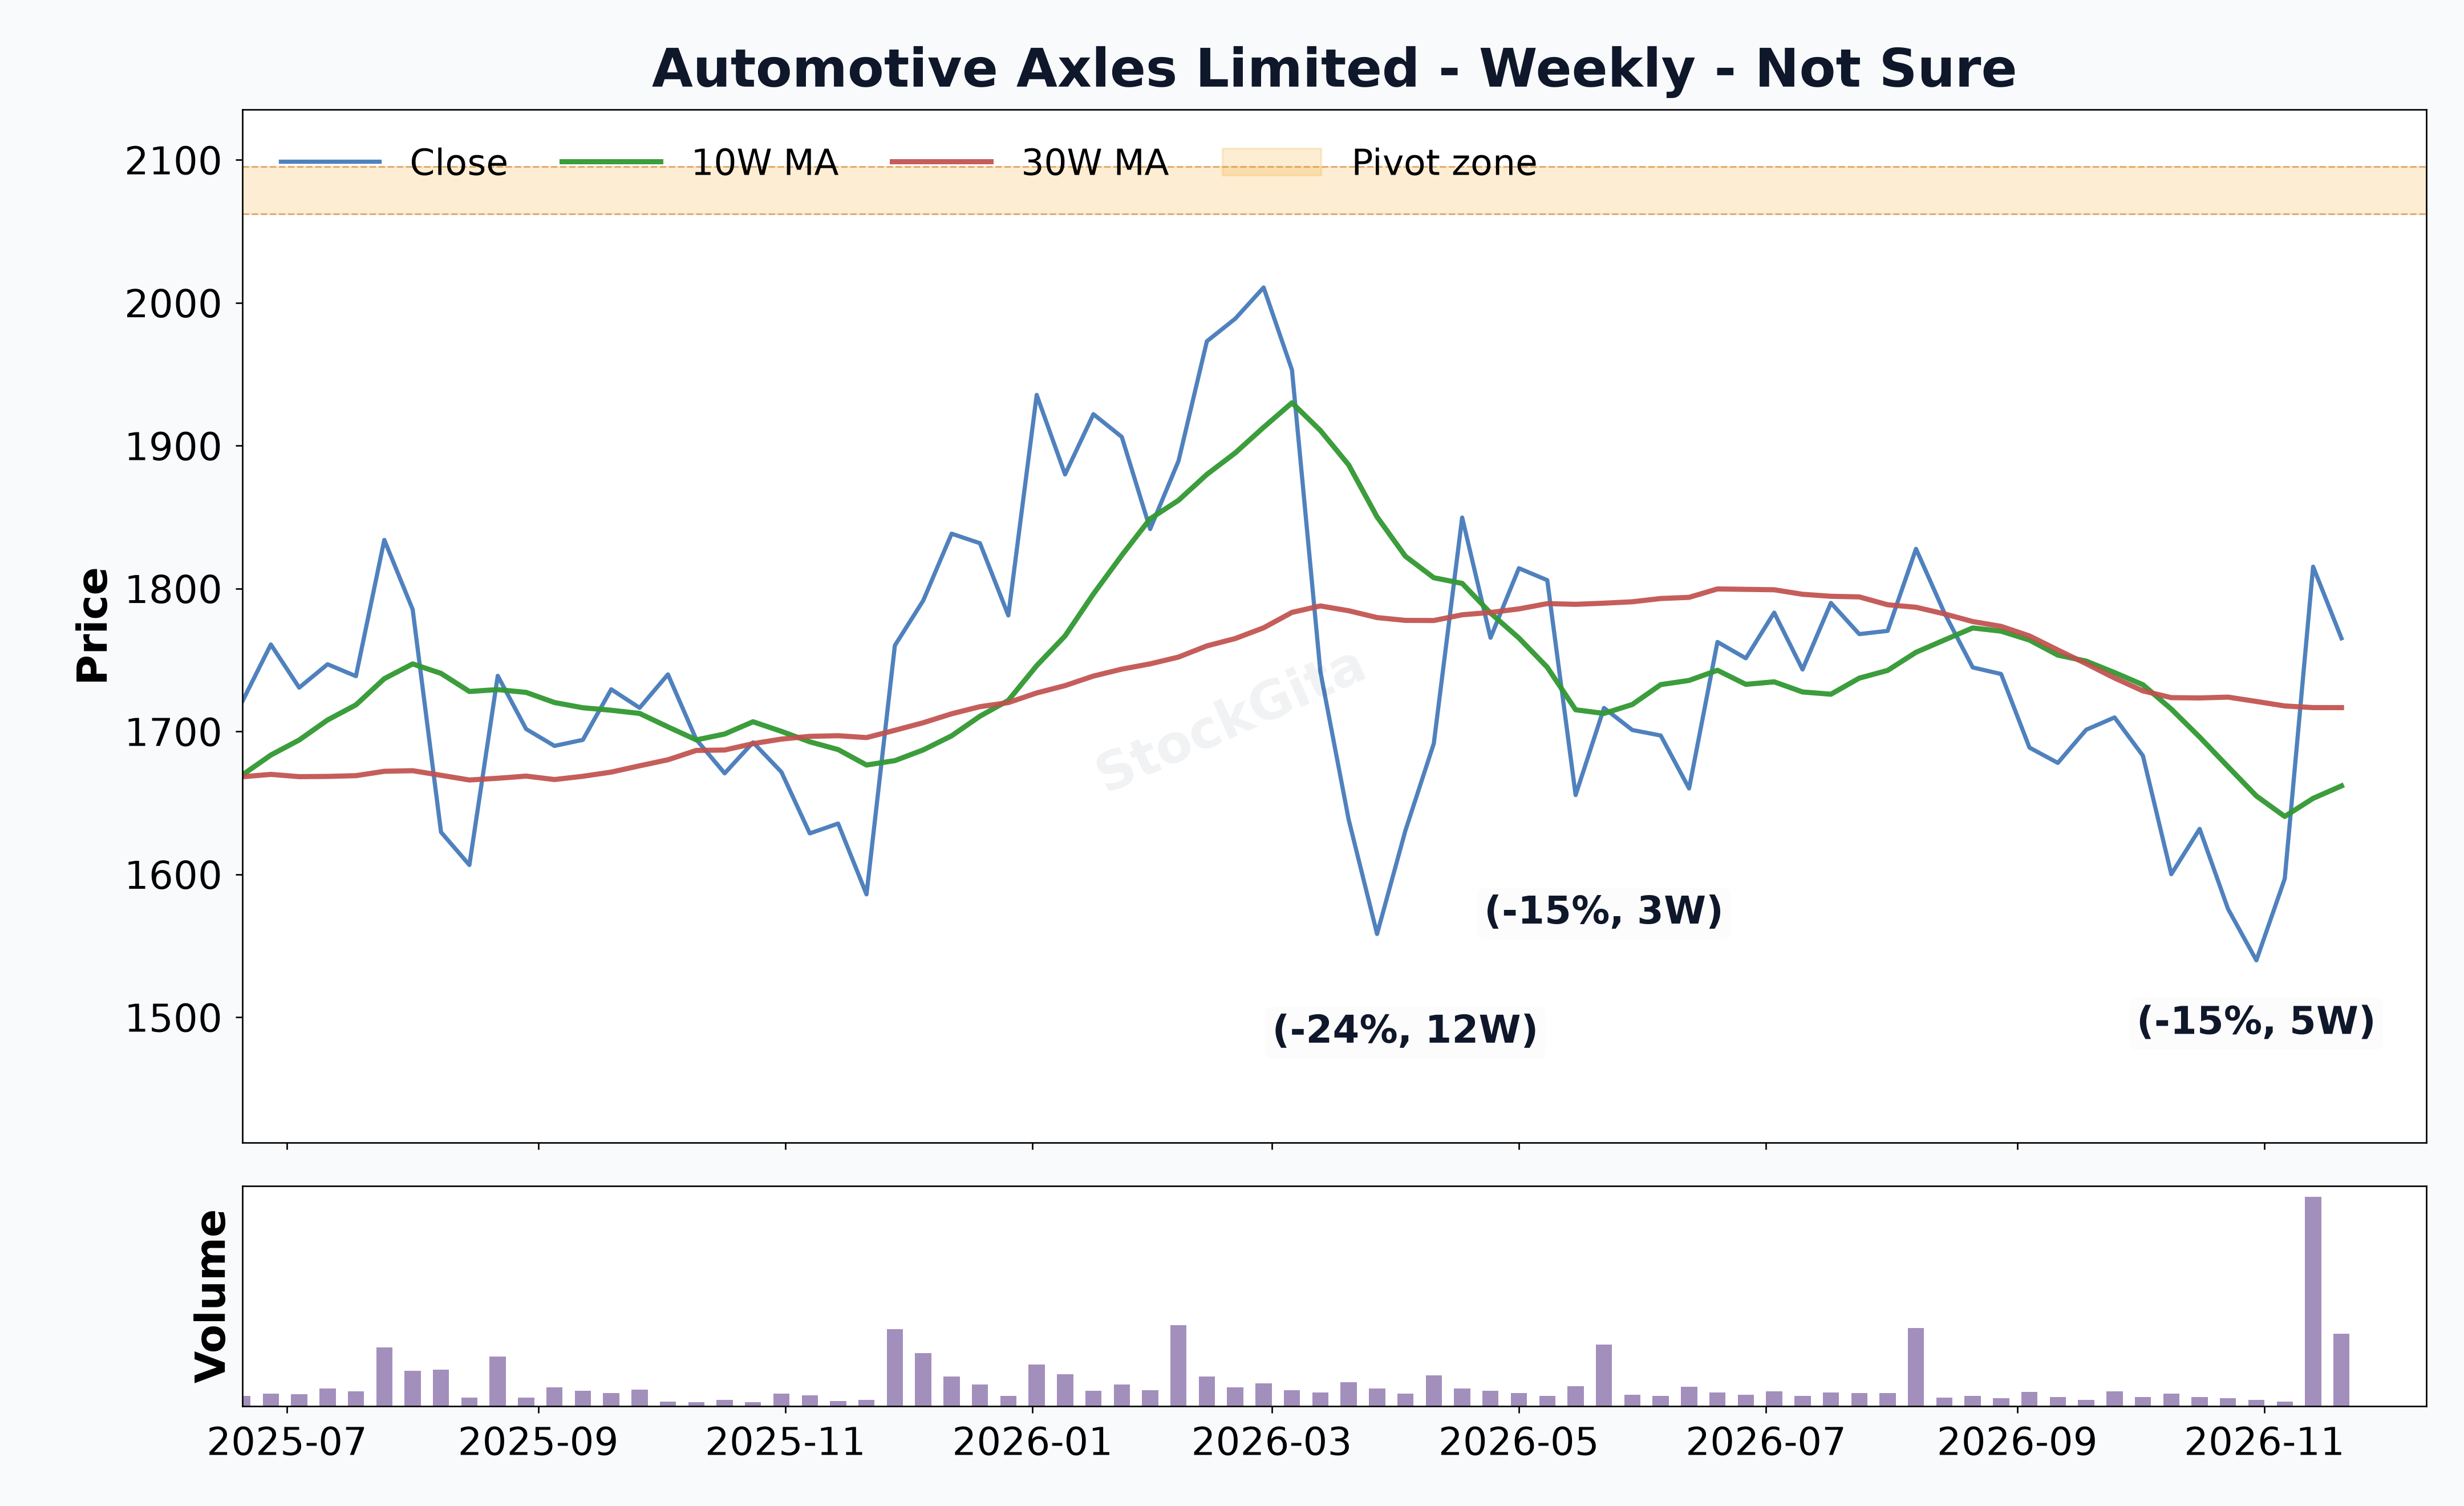 Automotive Axles Limited - Weekly - Not Sure
Close 10W MA 30W MA Pivot zone
Price
2100
2000
1900
1800
1700
1600
1500
StockGita
(-15%, 3W)
(-24%, 12W)
(-15%, 5W)
Volume
2025-07 2025-09 2025-11 2026-01 2026-03 2026-05 2026-07 2026-09 2026-11